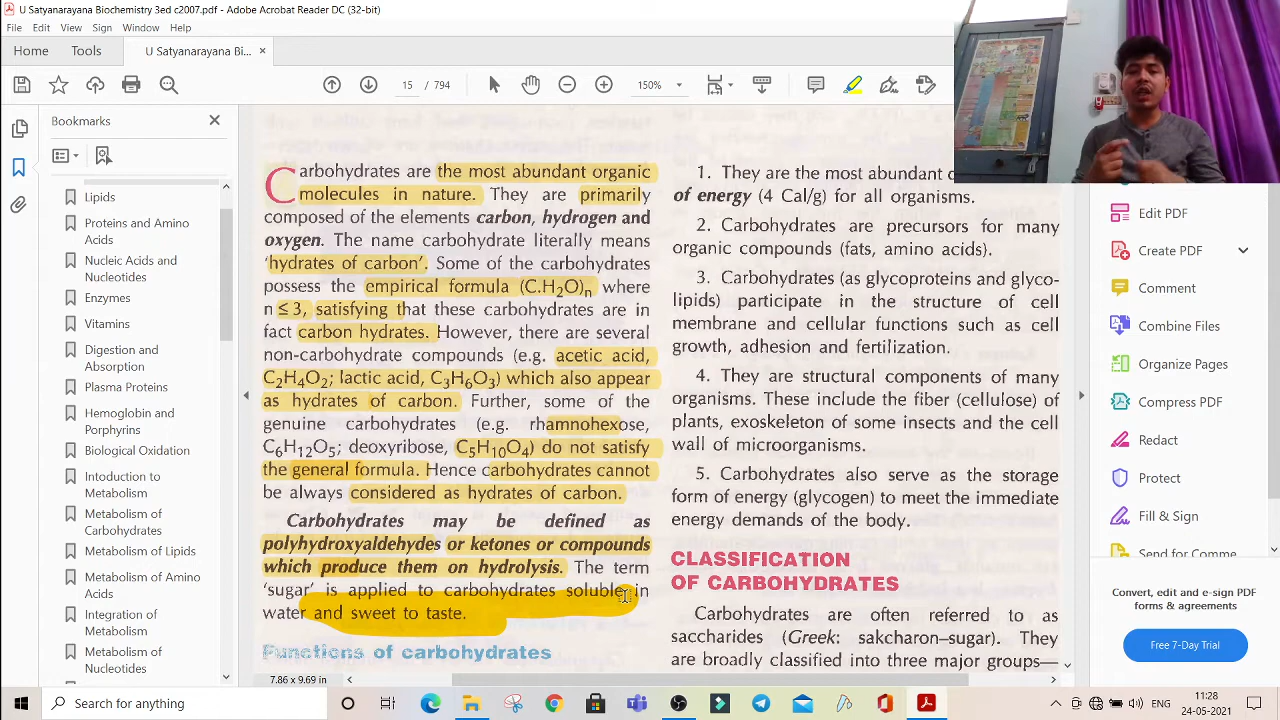 U Satyanarayana Biochemistry 3ed c2007.pdf - Adobe Acrobat Reader DC (32-bit)
File Edit View Sign Window Help
Home Tools U Satyanarayana Bi...
15 / 794 150%
Bookmarks
Lipids
Proteins and Amino
Acids
Nucleic Acids and
Nucleotides
Enzymes
Vitamins
Digestion and
Absorption
Plasma Proteins
Hemoglobin and
Porphyrins
Biological Oxidation
Introduction to
Metabolism
Metabolism of
Carbohydrates
Metabolism of Lipids
Metabolism of Amino
Acids
Integration of
Metabolism
Metabolism of
Nucleotides
Carbohydrates are the most abundant organic
molecules in nature. They are primarily
composed of the elements carbon, hydrogen and
oxygen. The name carbohydrate literally means
'hydrates of carbon'. Some of the carbohydrates
possess the empirical formula (C.H2O)n where
n ≤ 3, satisfying that these carbohydrates are in
fact carbon hydrates. However, there are several
non-carbohydrate compounds (e.g. acetic acid,
C2H4O2; lactic acid, C3H6O3) which also appear
as hydrates of carbon. Further, some of the
genuine carbohydrates (e.g. rhamnohexose,
C6H12O5; deoxyribose, C5H10O4) do not satisfy
the general formula. Hence carbohydrates cannot
be always considered as hydrates of carbon.
Carbohydrates may be defined as
polyhydroxyaldehydes or ketones or compounds
which produce them on hydrolysis. The term
'sugar' is applied to carbohydrates soluble in
water and sweet to taste.
Functions of carbohydrates
7.86 x 9.69 in
1. They are the most abundant
of energy (4 Cal/g) for all organisms.
2. Carbohydrates are precursors for many
organic compounds (fats, amino acids).
3. Carbohydrates (as glycoproteins and glyco-
lipids) participate in the structure of cell
membrane and cellular functions such as cell
growth, adhesion and fertilization.
4. They are structural components of many
organisms. These include the fiber (cellulose) of
plants, exoskeleton of some insects and the cell
wall of microorganisms.
5. Carbohydrates also serve as the storage
form of energy (glycogen) to meet the immediate
energy demands of the body.
CLASSIFICATION
OF CARBOHYDRATES
Carbohydrates are often referred to as
saccharides (Greek: sakcharon–sugar). They
are broadly classified into three major groups—
Edit PDF
Create PDF
Comment
Combine Files
Organize Pages
Compress PDF
Redact
Protect
Fill & Sign
Send for Comme
Convert, edit and e-sign PDF
forms & agreements
Free 7-Day Trial
Type here to search
ENG
11:28
24-05-2021